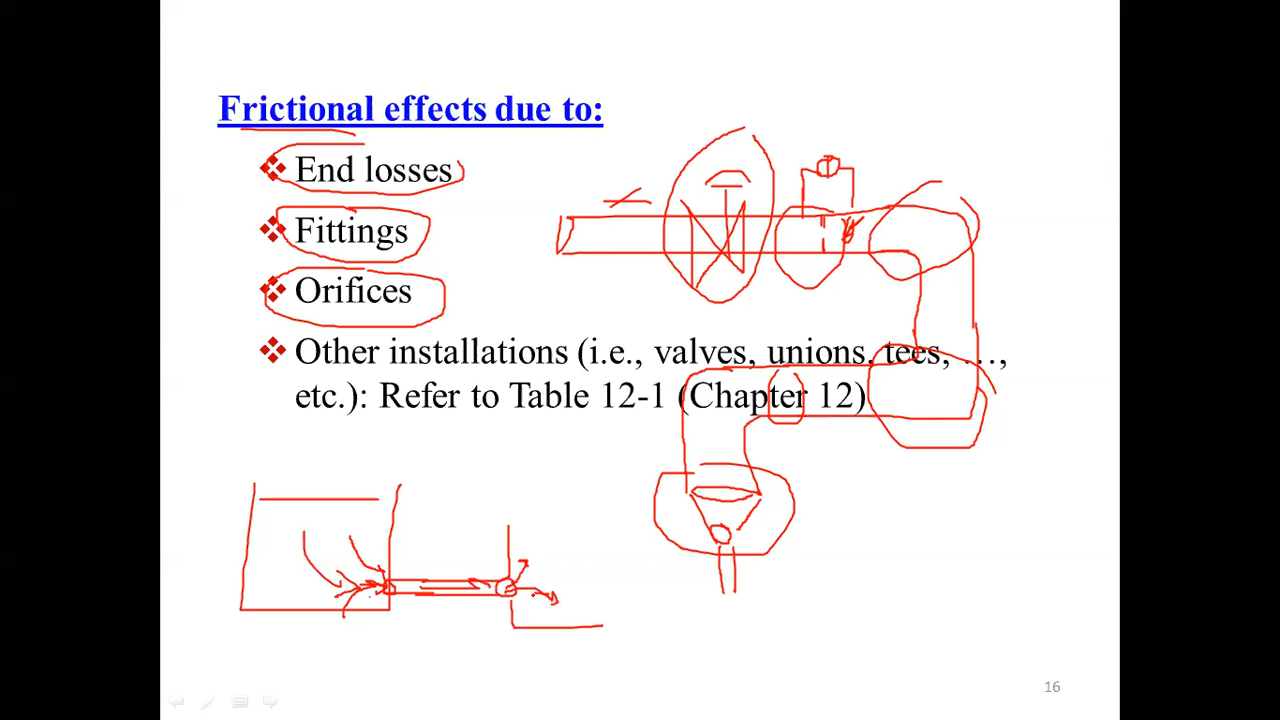 Frictional effects due to:
End losses
Fittings
Orifices
Other installations (i.e., valves, unions, tees, …,
etc.): Refer to Table 12-1 (Chapter 12)
16